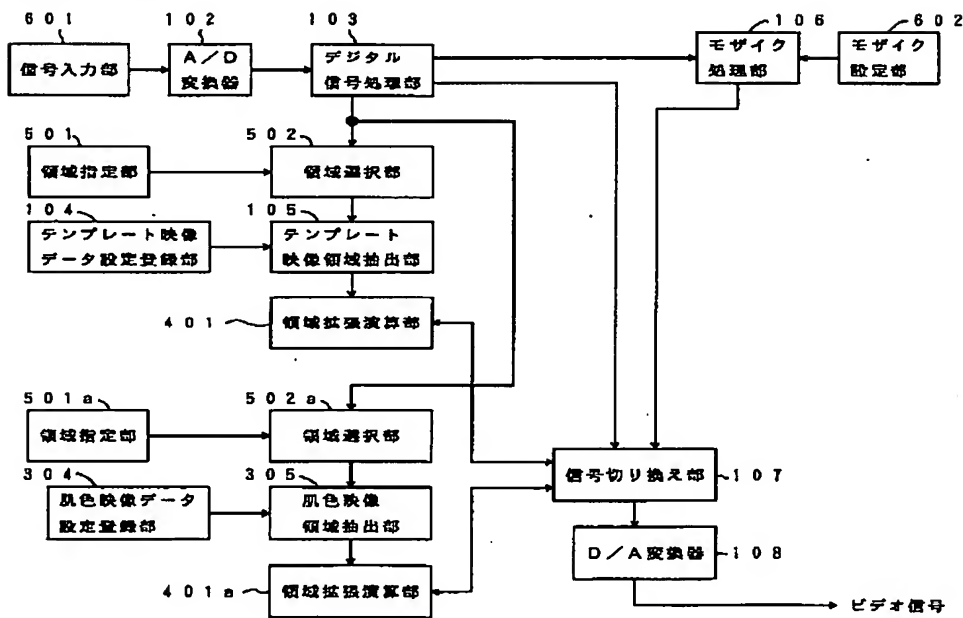 601
102
103
106
602
信号入力部
A/D
変換器
デジタル
信号処理部
モザイク
処理部
モザイク
設定部
501
502
領域指定部
領域選択部
104
105
テンプレート映像
データ設定登録部
テンプレート
映像領域抽出部
401
領域拡張演算部
501a
502a
領域指定部
領域選択部
304
305
肌色映像データ
設定登録部
肌色映像
領域抽出部
信号切り換え部
107
D/A変換器
108
401a
領域拡張演算部
ビデオ信号